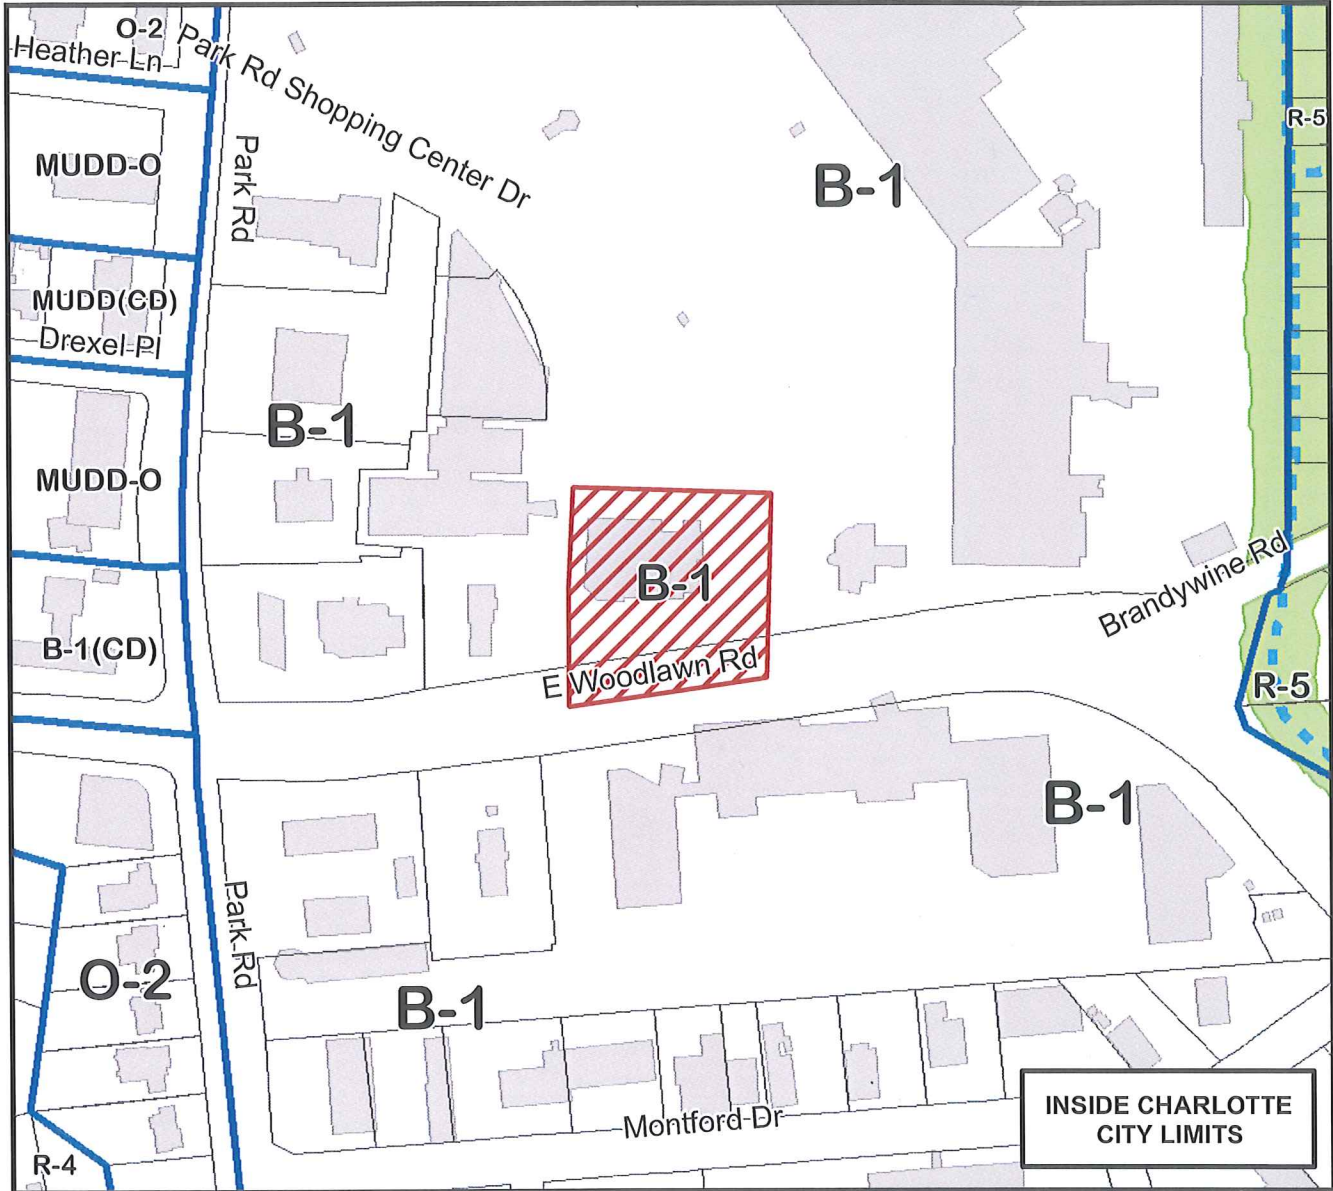 O-2
Heather Ln
Park Rd Shopping Center Dr
R-5
MUDD-O
Park Rd
B-1
MUDD(CD)
Drexel Pl
B-1
MUDD-O
B-1
Brandywine Rd
B-1(CD)
E Woodlawn Rd
R-5
B-1
Park Rd
O-2
B-1
Montford Dr
INSIDE CHARLOTTE
CITY LIMITS
R-4